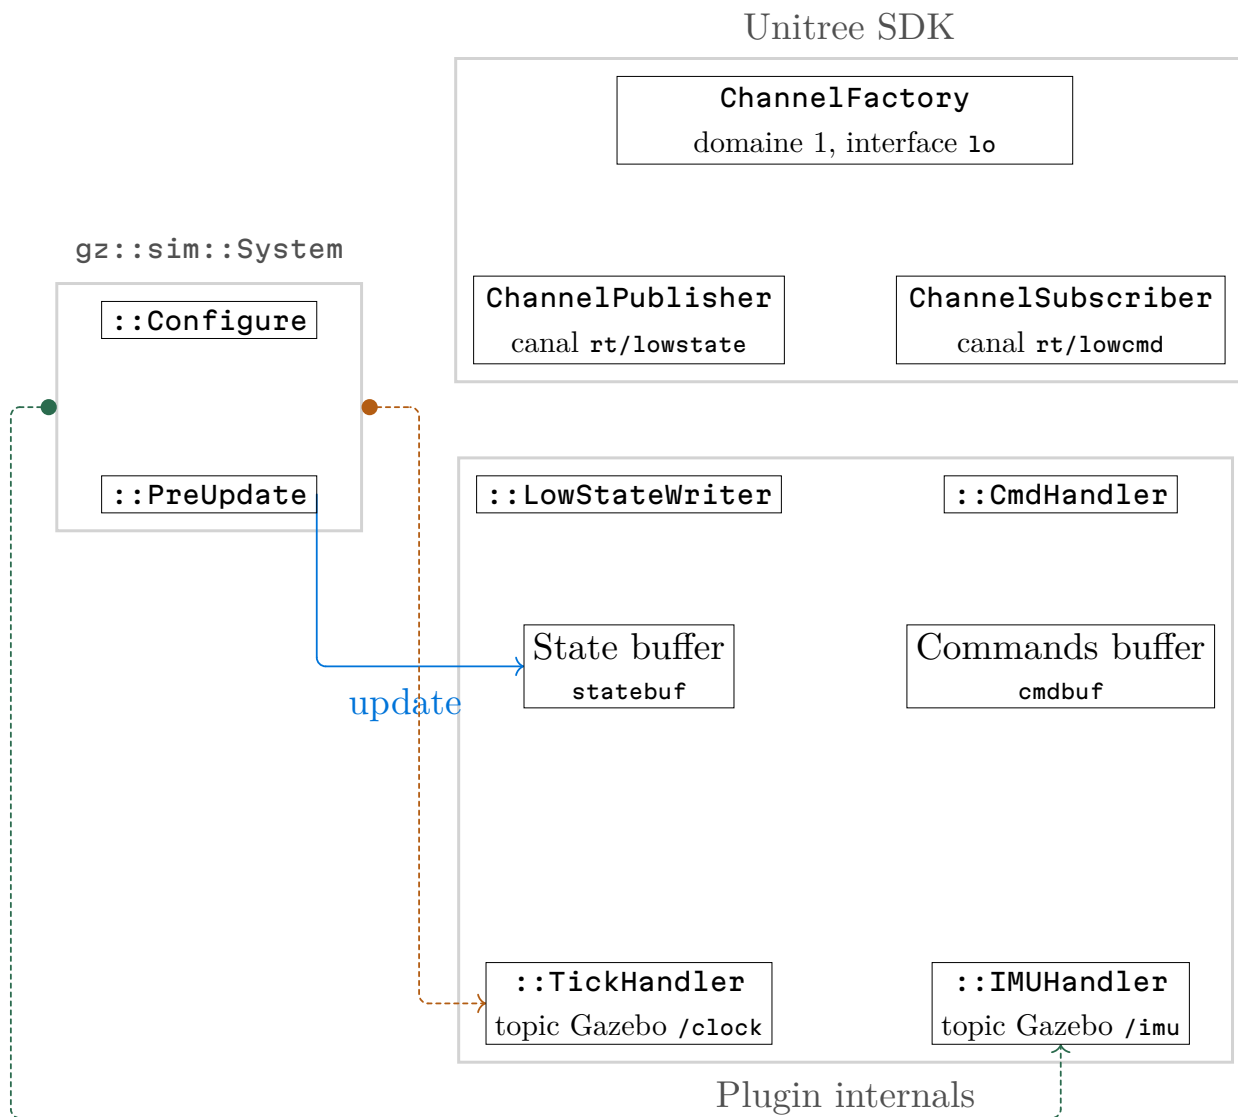 Unitree SDK
ChannelFactory
domaine 1, interface lo
gz::sim::System
::Configure
::PreUpdate
ChannelPublisher
canal rt/lowstate
ChannelSubscriber
canal rt/lowcmd
::LowStateWriter
::CmdHandler
State buffer
statebuf
Commands buffer
cmdbuf
update
::TickHandler
topic Gazebo /clock
::IMUHandler
topic Gazebo /imu
Plugin internals